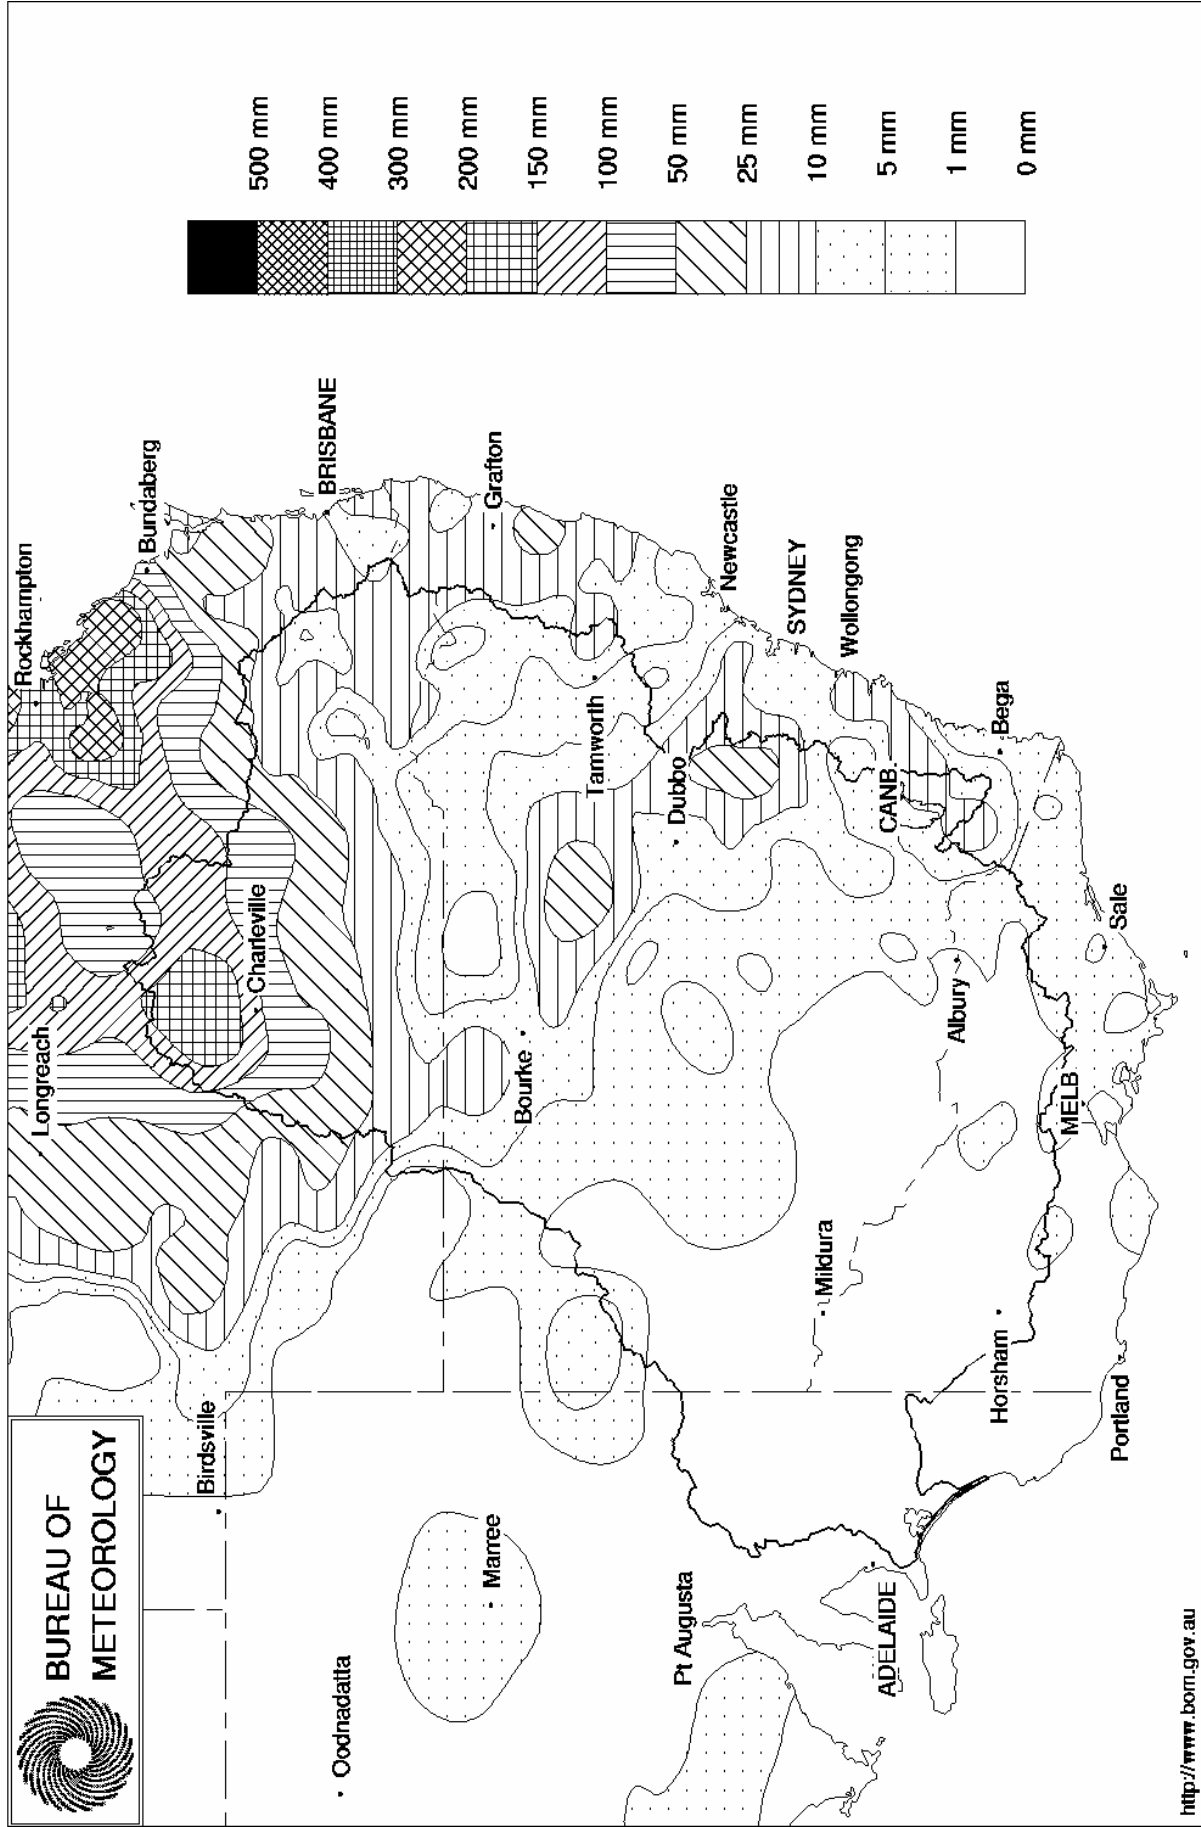 BUREAU OF
METEOROLOGY
Longreach
Rockhampton
Bundaberg
Charleville
Birdsville
BRISBANE
Oodnadatta
Grafton
Marree
Bourke
Tamworth
Newcastle
Dubbo
Pt Augusta
SYDNEY
Mildura
Wollongong
ADELAIDE
CANB.
Albury
Horsham
Bega
MELB
Sale
Portland
500 mm
400 mm
300 mm
200 mm
150 mm
100 mm
50 mm
25 mm
10 mm
5 mm
1 mm
0 mm
http://www.bom.gov.au